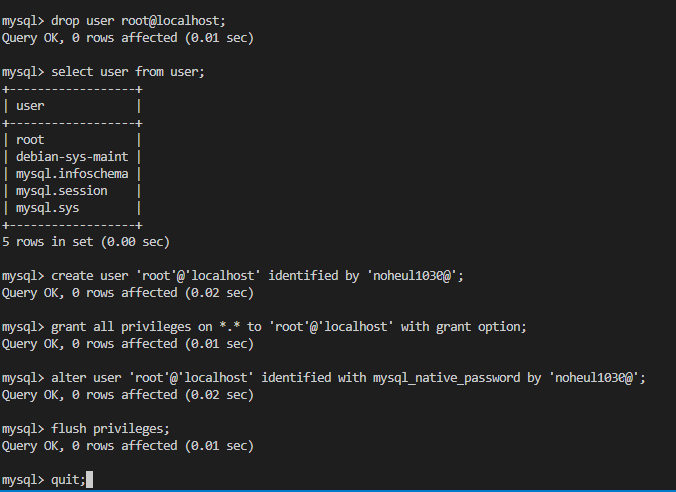 mysql> drop user root@localhost;
Query OK, 0 rows affected (0.01 sec)
mysql> select user from user;
+------------------+
| user             |
+------------------+
| root             |
| debian-sys-maint |
| mysql.infoschema |
| mysql.session    |
| mysql.sys        |
+------------------+
5 rows in set (0.00 sec)
mysql> create user 'root'@'localhost' identified by 'noheul1030@';
Query OK, 0 rows affected (0.02 sec)
mysql> grant all privileges on *.* to 'root'@'localhost' with grant option;
Query OK, 0 rows affected (0.01 sec)
mysql> alter user 'root'@'localhost' identified with mysql_native_password by 'noheul1030@';
Query OK, 0 rows affected (0.02 sec)
mysql> flush privileges;
Query OK, 0 rows affected (0.01 sec)
mysql> quit;